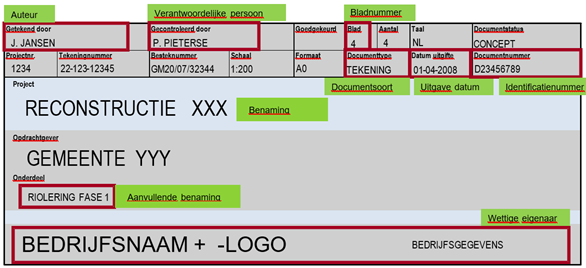 Auteur
Verantwoordelijke persoon
Bladnummer
Getekend door
Gecontroleerd door
Goedgekeurd
Blad
Aantal
Taal
Documentstatus
J. JANSEN
P. PIETERSE
4
4
NL
CONCEPT
Projectnr.
Tekeningnummer
Besteknummer
Schaal
Formaat
Documenttype
Datum uitgifte
Documentnummer
1234
22-123-12345
GM20/07/32344
1:200
A0
TEKENING
01-04-2008
D23456789
Project
Documentsoort
Uitgave datum
Identificatienummer
RECONSTRUCTIE XXX
Benaming
Opdrachtgever
GEMEENTE YYY
Onderdeel
RIOLERING FASE 1
Aanvullende benaming
Wettige eigenaar
BEDRIJFSNAAM + -LOGO
BEDRIJFSGEGEVENS